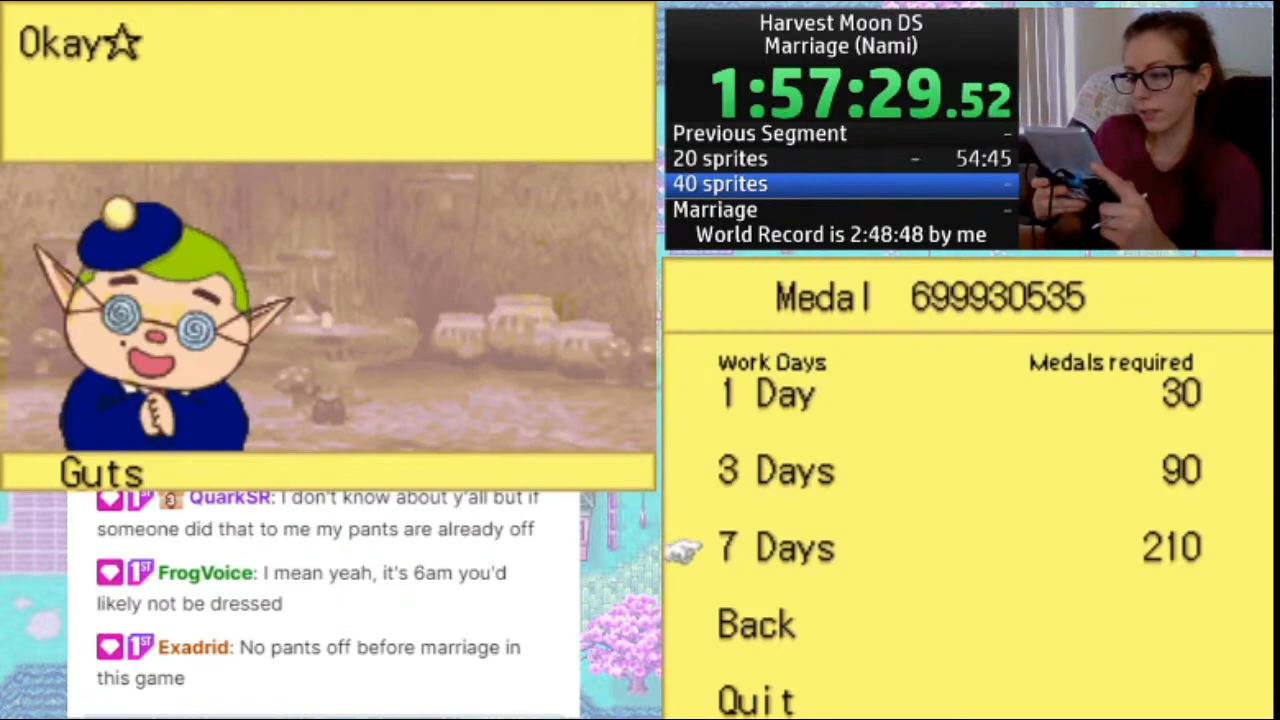 Okay☆
Guts
QuarkSR: I don't know about y'all but if
someone did that to me my pants are already off
FrogVoice: I mean yeah, it's 6am you'd
likely not be dressed
Exadrid: No pants off before marriage in
this game
Harvest Moon DS
Marriage (Nami)
1:57:29.52
Previous Segment -
20 sprites - 54:45
40 sprites -
Marriage -
World Record is 2:48:48 by me
Medal 699930535
Work Days Medals required
1 Day 30
3 Days 90
7 Days 210
Back
Quit